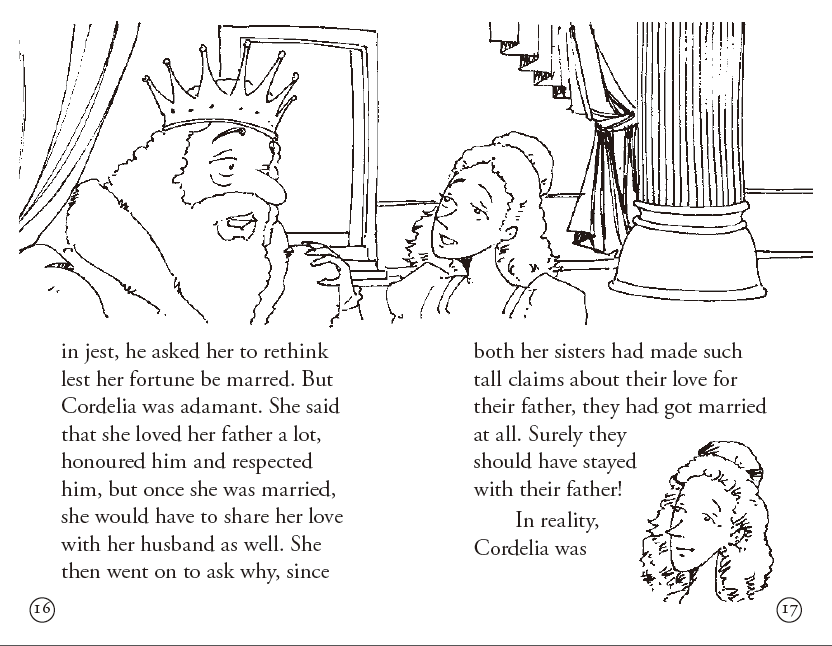 in jest, he asked her to rethink
lest her fortune be marred. But
Cordelia was adamant. She said
that she loved her father a lot,
honoured him and respected
him, but once she was married,
she would have to share her love
with her husband as well. She
then went on to ask why, since
16
both her sisters had made such
tall claims about their love for
their father, they had got married
at all. Surely they
should have stayed
with their father!
In reality,
Cordelia was
17